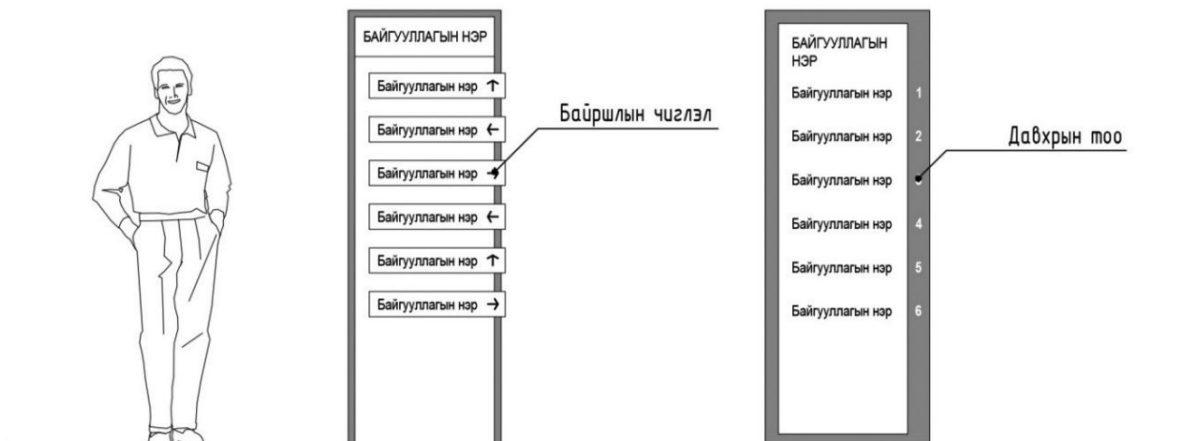 БАЙГУУЛЛАГЫН НЭР
Байгууллагын нэр ↑
Байгууллагын нэр ←
Байгууллагын нэр →
Байгууллагын нэр ←
Байгууллагын нэр ↑
Байгууллагын нэр →
Байршлын чиглэл
БАЙГУУЛЛАГЫН
НЭР
Байгууллагын нэр 1
Байгууллагын нэр 2
Байгууллагын нэр
Байгууллагын нэр 4
Байгууллагын нэр 5
Байгууллагын нэр 6
Давхрын тоо